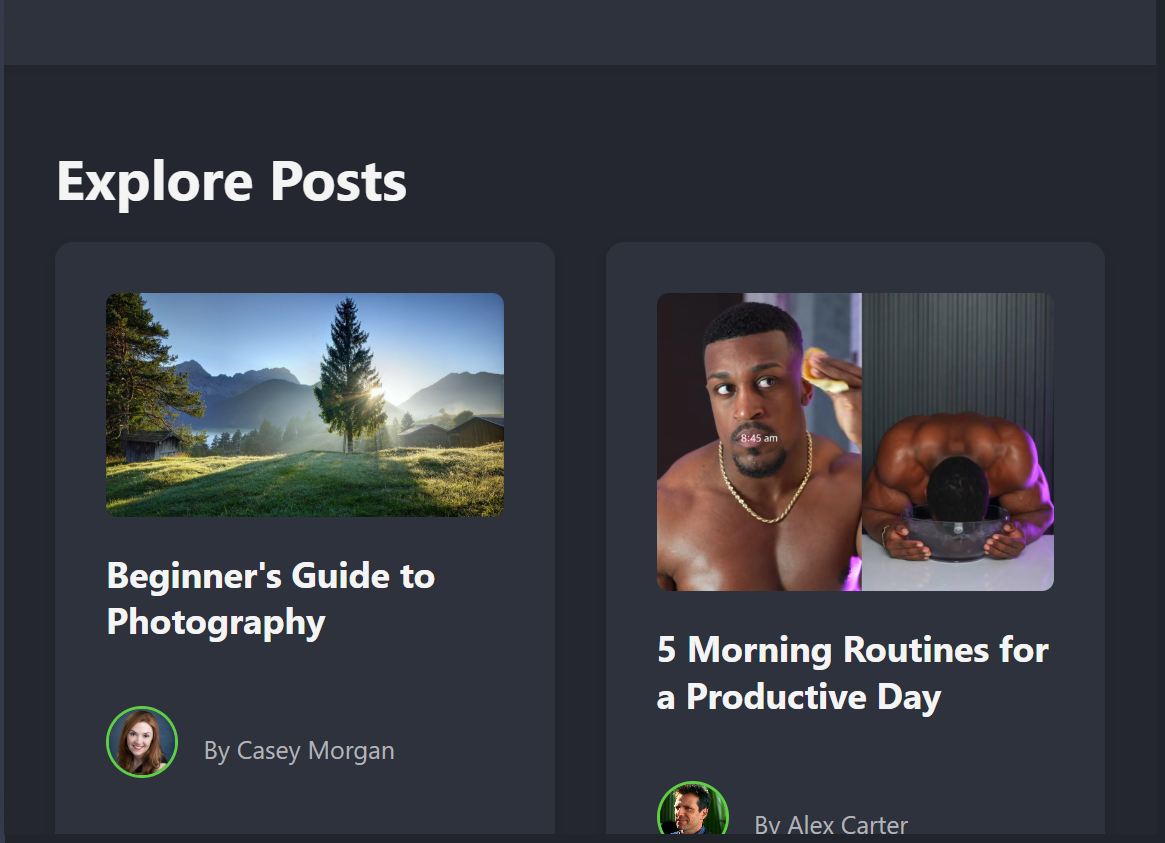 Explore Posts
8:45 am
Beginner's Guide to
Photography
By Casey Morgan
5 Morning Routines for
a Productive Day
By Alex Carter